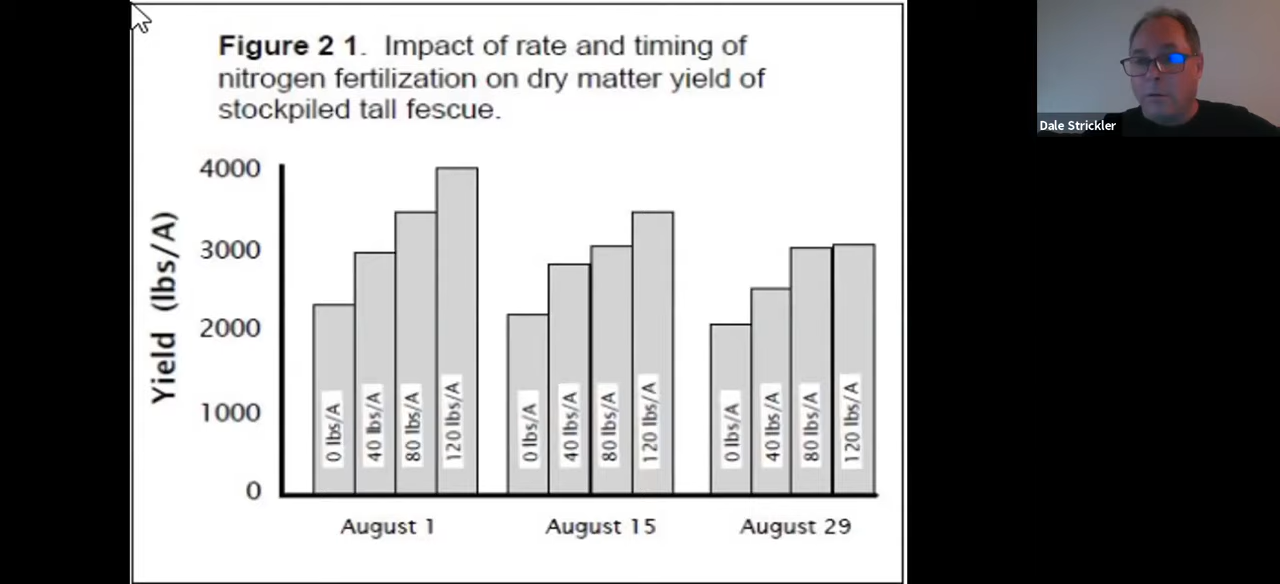 Figure 2 1. Impact of rate and timing of
nitrogen fertilization on dry matter yield of
stockpiled tall fescue.
Dale Strickler
Yield (lbs/A)
4000
3000
2000
1000
0
0 lbs/A
40 lbs/A
80 lbs/A
120 lbs/A
0 lbs/A
40 lbs/A
80 lbs/A
120 lbs/A
0 lbs/A
40 lbs/A
80 lbs/A
120 lbs/A
August 1
August 15
August 29